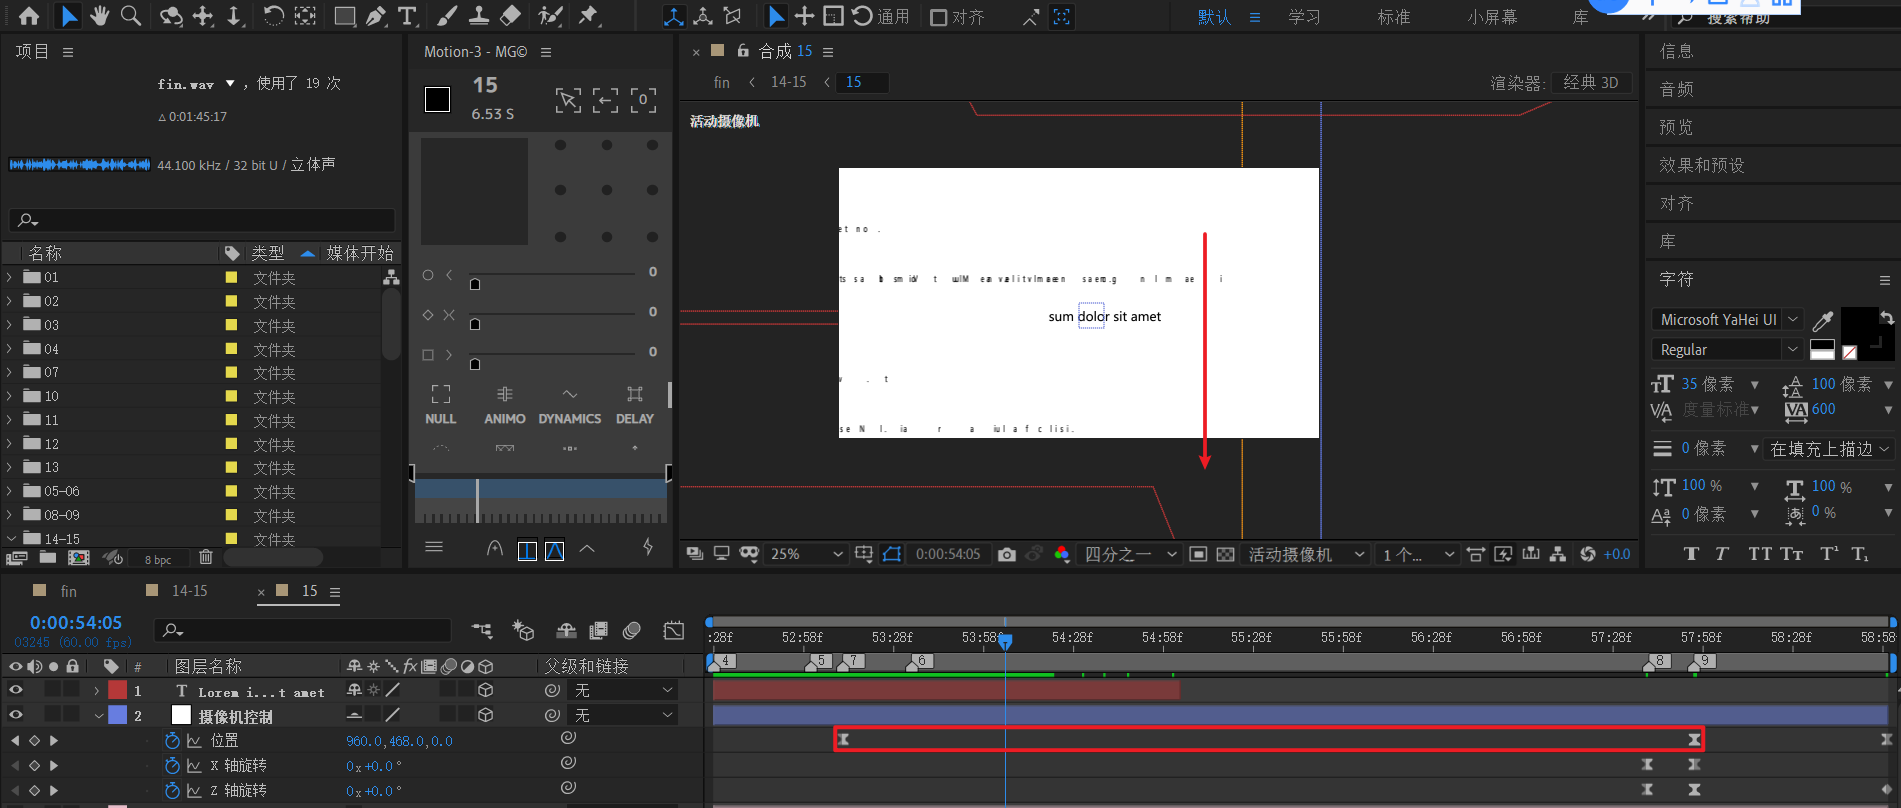 通用
对齐
默认
学习
标准
小屏幕
库
搜索帮助
项目
fin.wav ▼ ，使用了 19 次
△ 0:01:45:17
44.100 kHz / 32 bit U / 立体声
名称
类型
媒体开始
01
文件夹
02
文件夹
03
文件夹
04
文件夹
07
文件夹
10
文件夹
11
文件夹
12
文件夹
13
文件夹
05-06
文件夹
08-09
文件夹
14-15
文件夹
8 bpc
Motion-3 - MG©
15
6.53 S
0
0
0
0
NULL
ANIMO
DYNAMICS
DELAY
合成 15
fin
14-15
15
渲染器:
经典 3D
活动摄像机
et no .
sum dolor sit amet
25%
0:00:54:05
四分之一
活动摄像机
1 个...
+0.0
信息
音频
预览
效果和预设
对齐
库
字符
Microsoft YaHei UI
Regular
35 像素
100 像素
度量标准
600
0 像素
在填充上描边
100 %
100 %
0 像素
0 %
fin
14-15
15
0:00:54:05
03245 (60.00 fps)
#
图层名称
父级和链接
1
T
Lorem i...t amet
无
2
摄像机控制
无
位置
960.0,468.0,0.0
X 轴旋转
0x+0.0°
Z 轴旋转
0x+0.0°
:28f
52:58f
53:28f
53:58f
54:28f
54:58f
55:28f
55:58f
56:28f
56:58f
57:28f
57:58f
58:28f
58:58
4
5
7
6
8
9